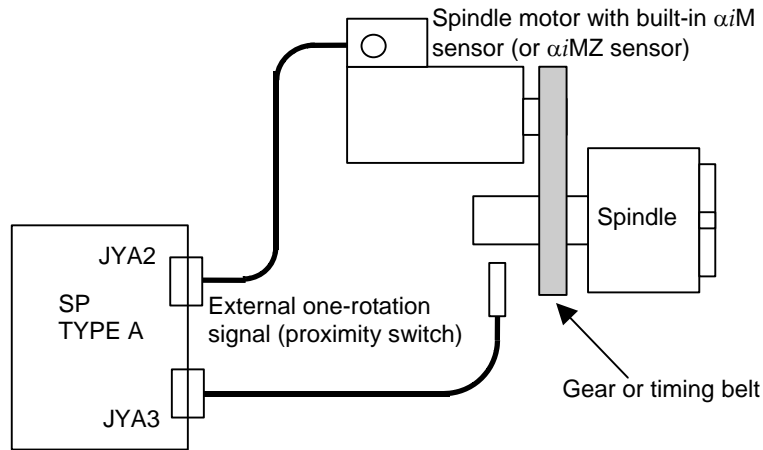 Spindle motor with built-in αiM
sensor (or αiMZ sensor)
JYA2
SP
TYPE A
External one-rotation
signal (proximity switch)
JYA3
Spindle
Gear or timing belt